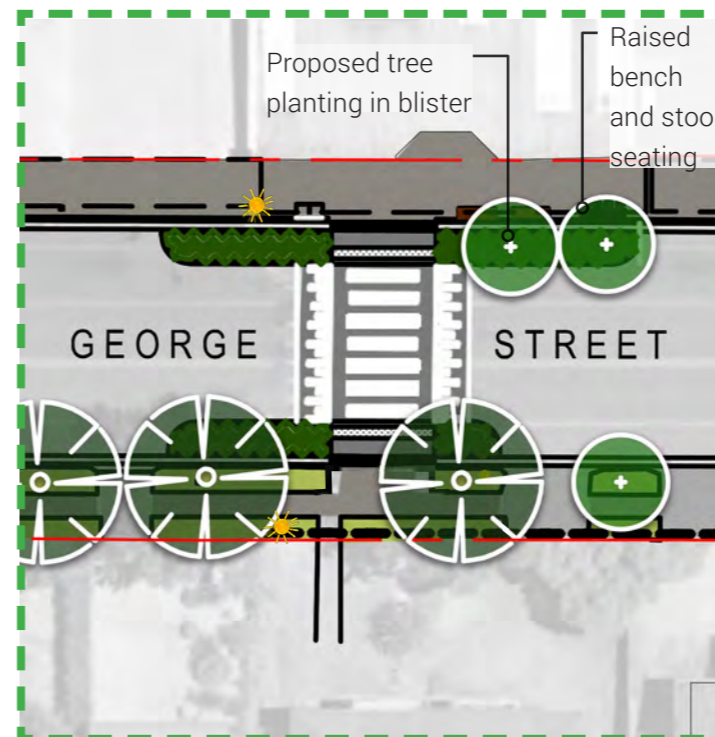 Proposed tree
planting in blister
Raised
bench
and stoo
seating
GEORGE STREET